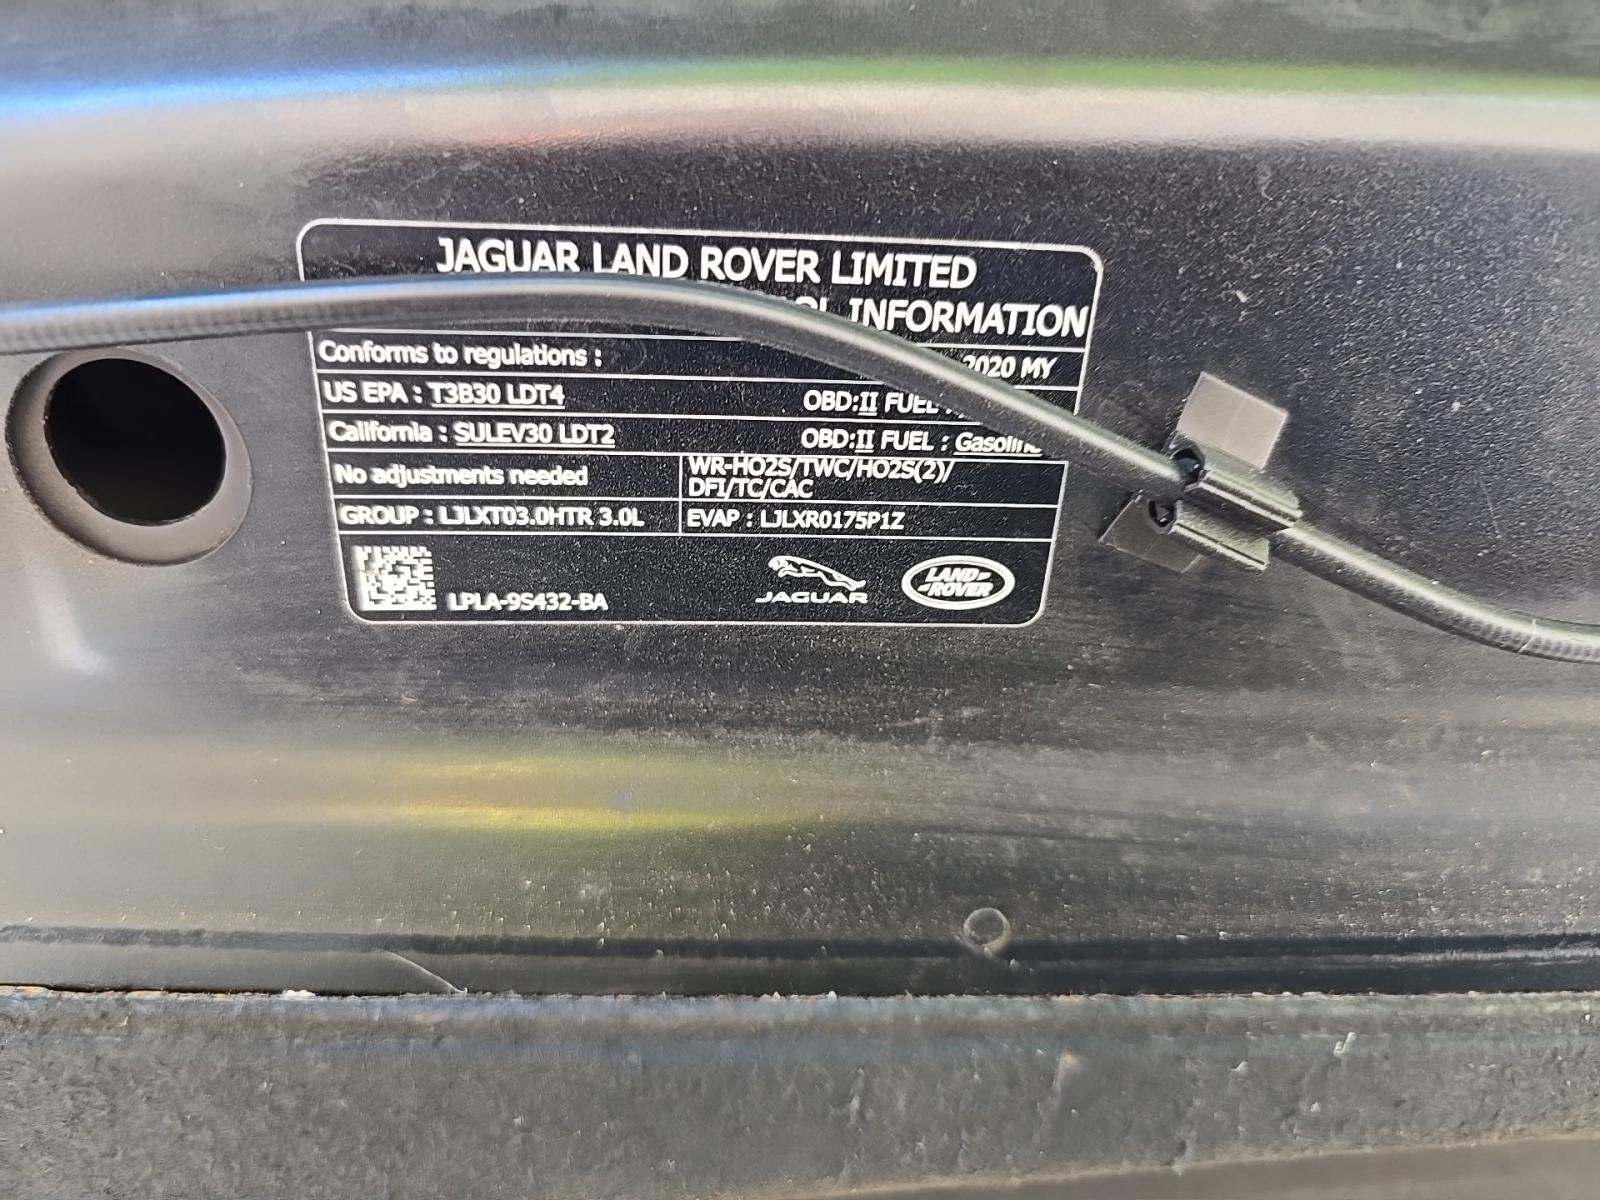 JAGUAR LAND ROVER LIMITED
INFORMATION
Conforms to regulations :
2020 MY
US EPA : T3B30 LDT4
OBD:II FUEL :
California : SULEV30 LDT2
OBD:II FUEL : Gasoline
No adjustments needed
WR-HO2S/TWC/HO2S(2)/
DFI/TC/CAC
GROUP : LJLXT03.0HTR 3.0L
EVAP : LJLXR0175P1Z
LPLA-9S432-BA
JAGUAR
LAND
ROVER